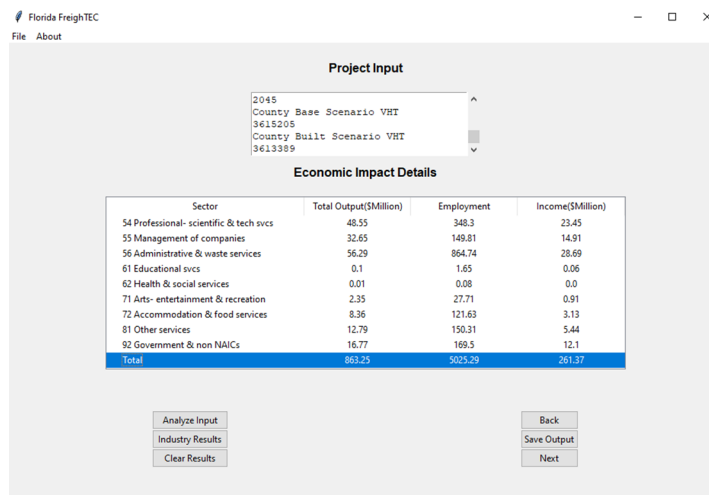 Florida FreighTEC
File About
Project Input
2045
County Base Scenario VHT
3615205
County Built Scenario VHT
3613389
Economic Impact Details
Sector Total Output($Million) Employment Income($Million)
54 Professional- scientific & tech svcs 48.55 348.3 23.45
55 Management of companies 32.65 149.81 14.91
56 Administrative & waste services 56.29 864.74 28.69
61 Educational svcs 0.1 1.65 0.06
62 Health & social services 0.01 0.08 0.0
71 Arts- entertainment & recreation 2.35 27.71 0.91
72 Accommodation & food services 8.36 121.63 3.13
81 Other services 12.79 150.31 5.44
92 Government & non NAICs 16.77 169.5 12.1
Total 863.25 5025.29 261.37
Analyze Input Back
Industry Results Save Output
Clear Results Next